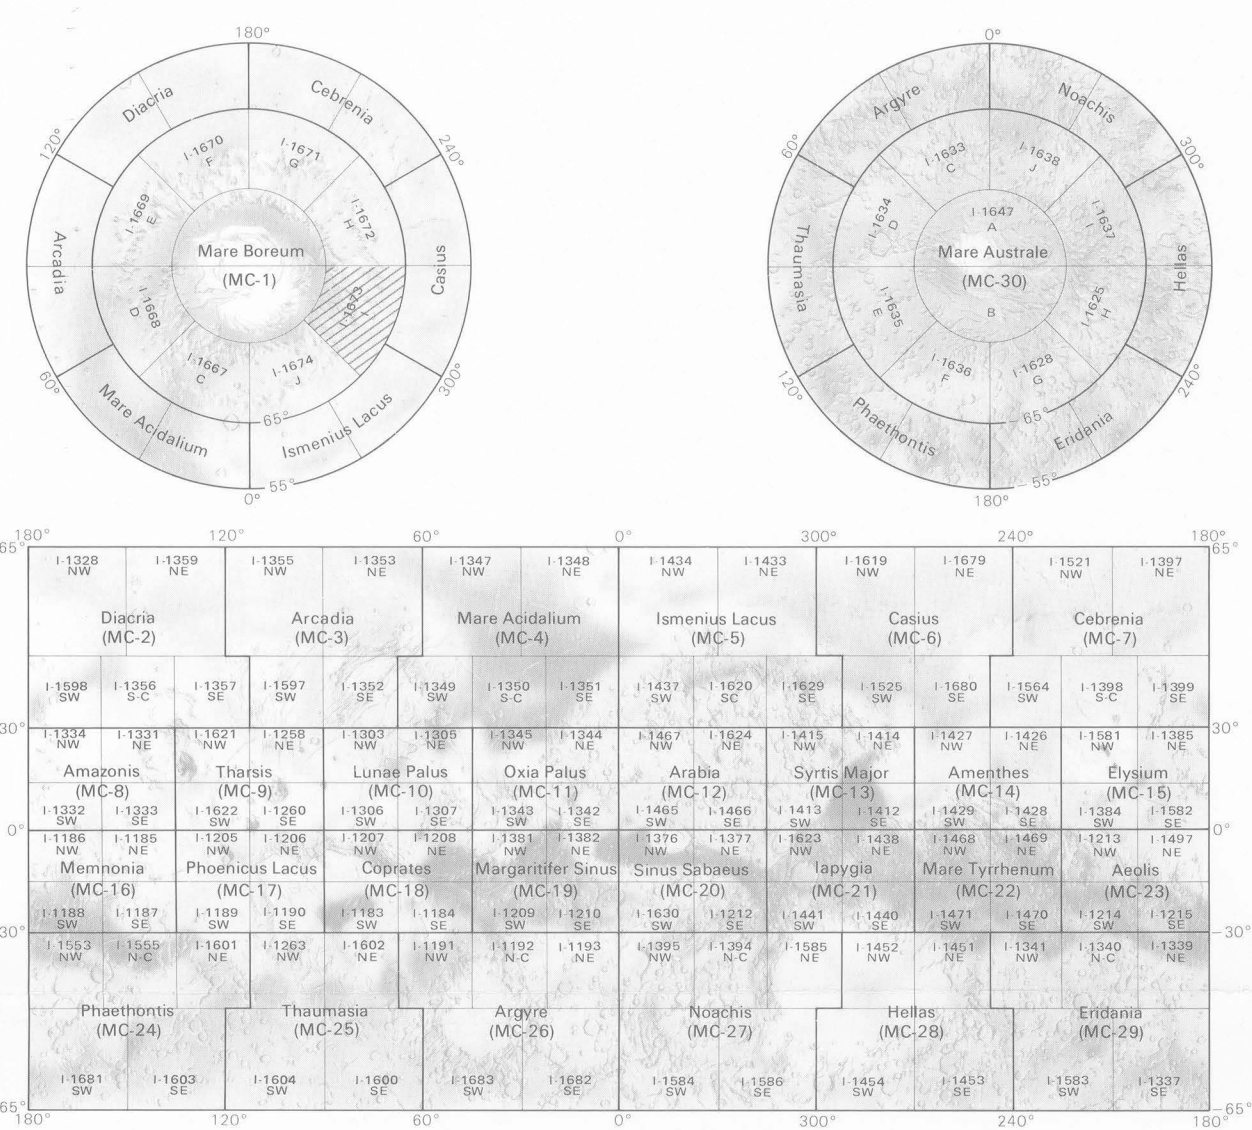 180°
Diacria
Cebrenia
120°
240°
I-1670
F
I-1671
G
I-1669
E
I-1672
H
Arcadia
Casius
Mare Boreum
(MC-1)
I-1668
D
I-1673
I
I-1667
C
I-1674
J
60°
300°
Mare Acidalium
Ismenius Lacus
65°
55°
0°
0°
Argyre
Noachis
60°
300°
I-1633
C
I-1638
J
I-1634
D
I-1647
A
I-1637
I
Thaumasia
Hellas
Mare Australe
(MC-30)
B
I-1635
E
I-1625
H
I-1636
F
I-1628
G
120°
240°
Phaethontis
Eridania
-65°
-55°
180°
180° 120° 60° 0° 300° 240° 180°
65° 65°
I-1328 I-1359 I-1355 I-1353 I-1347 I-1348 I-1434 I-1433 I-1619 I-1679 I-1521 I-1397
NW NE NW NE NW NE NW NE NW NE NW NE
Diacria Arcadia Mare Acidalium Ismenius Lacus Casius Cebrenia
(MC-2) (MC-3) (MC-4) (MC-5) (MC-6) (MC-7)
I-1598 I-1356 I-1357 I-1597 I-1352 I-1349 I-1350 I-1351 I-1437 I-1620 I-1629 I-1525 I-1680 I-1564 I-1398 I-1399
SW S-C SE SW SE SW S-C SE SW SC SE SW SE SW S-C SE
30° 30°
I-1334 I-1331 I-1621 I-1258 I-1303 I-1305 I-1345 I-1344 I-1467 I-1624 I-1415 I-1414 I-1427 I-1426 I-1581 I-1385
NW NE NW NE NW NE NW NE NW NE NW NE NW NE NW NE
Amazonis Tharsis Lunae Palus Oxia Palus Arabia Syrtis Major Amenthes Elysium
(MC-8) (MC-9) (MC-10) (MC-11) (MC-12) (MC-13) (MC-14) (MC-15)
I-1332 I-1333 I-1622 I-1260 I-1306 I-1307 I-1343 I-1342 I-1465 I-1466 I-1413 I-1412 I-1429 I-1428 I-1384 I-1582
SW SE SW SE SW SE SW SE SW SE SW SE SW SE SW SE
0° 0°
I-1186 I-1185 I-1205 I-1206 I-1207 I-1208 I-1381 I-1382 I-1376 I-1377 I-1623 I-1438 I-1468 I-1469 I-1213 I-1497
NW NE NW NE NW NE NW NE NW NE NW NE NW NE NW NE
Memnonia Phoenicus Lacus Coprates Margaritifer Sinus Sinus Sabaeus Iapygia Mare Tyrrhenum Aeolis
(MC-16) (MC-17) (MC-18) (MC-19) (MC-20) (MC-21) (MC-22) (MC-23)
I-1188 I-1187 I-1189 I-1190 I-1183 I-1184 I-1209 I-1210 I-1630 I-1212 I-1441 I-1440 I-1471 I-1470 I-1214 I-1215
SW SE SW SE SW SE SW SE SW SE SW SE SW SE SW SE
30° -30°
I-1553 I-1555 I-1601 I-1263 I-1602 I-1191 I-1192 I-1193 I-1395 I-1394 I-1585 I-1452 I-1451 I-1341 I-1340 I-1339
NW N-C NE NW NE NW N-C NE NW N-C NE NW NE NW N-C NE
Phaethontis Thaumasia Argyre Noachis Hellas Eridania
(MC-24) (MC-25) (MC-26) (MC-27) (MC-28) (MC-29)
I-1681 I-1603 I-1604 I-1600 I-1683 I-1682 I-1584 I-1586 I-1454 I-1453 I-1583 I-1337
SW SE SW SE SW SE SW SE SW SE SW SE
65° -65°
180° 120° 60° 0° 300° 240° 180°